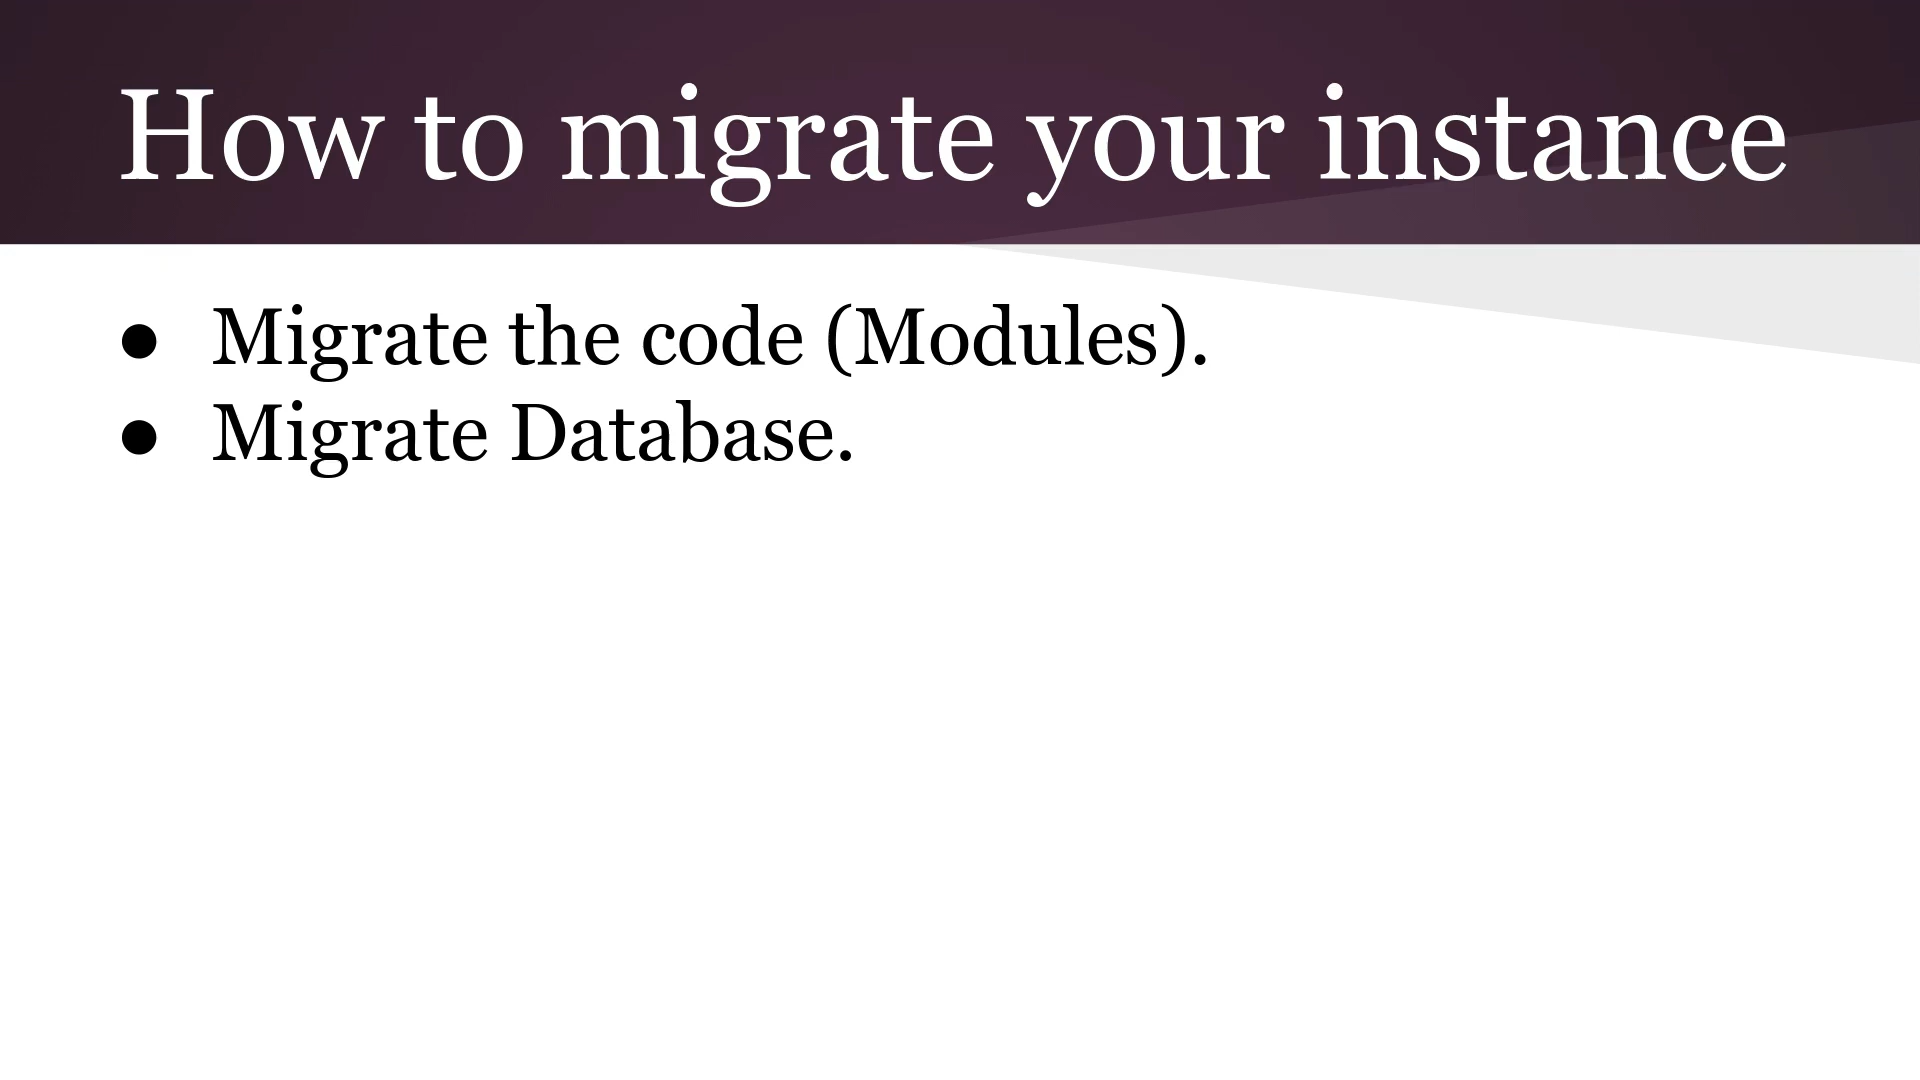 How to migrate your instance
● Migrate the code (Modules).
● Migrate Database.